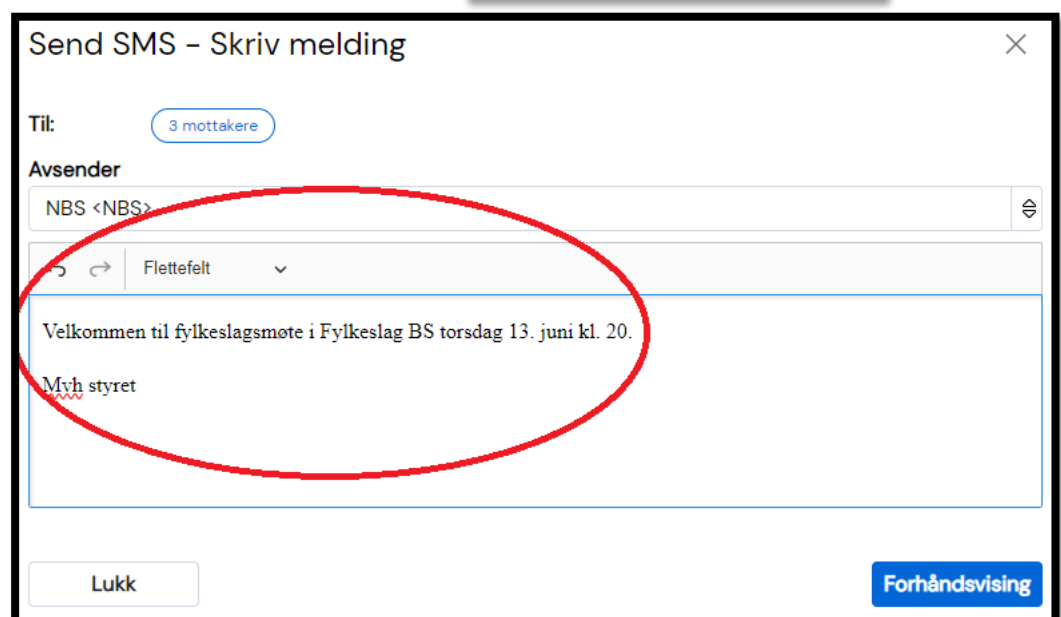 Send SMS – Skriv melding
Til:
3 mottakere
Avsender
NBS <NBS>
Flettefelt
Velkommen til fylkeslagsmøte i Fylkeslag BS torsdag 13. juni kl. 20.
Mvh styret
Lukk
Forhåndsvising